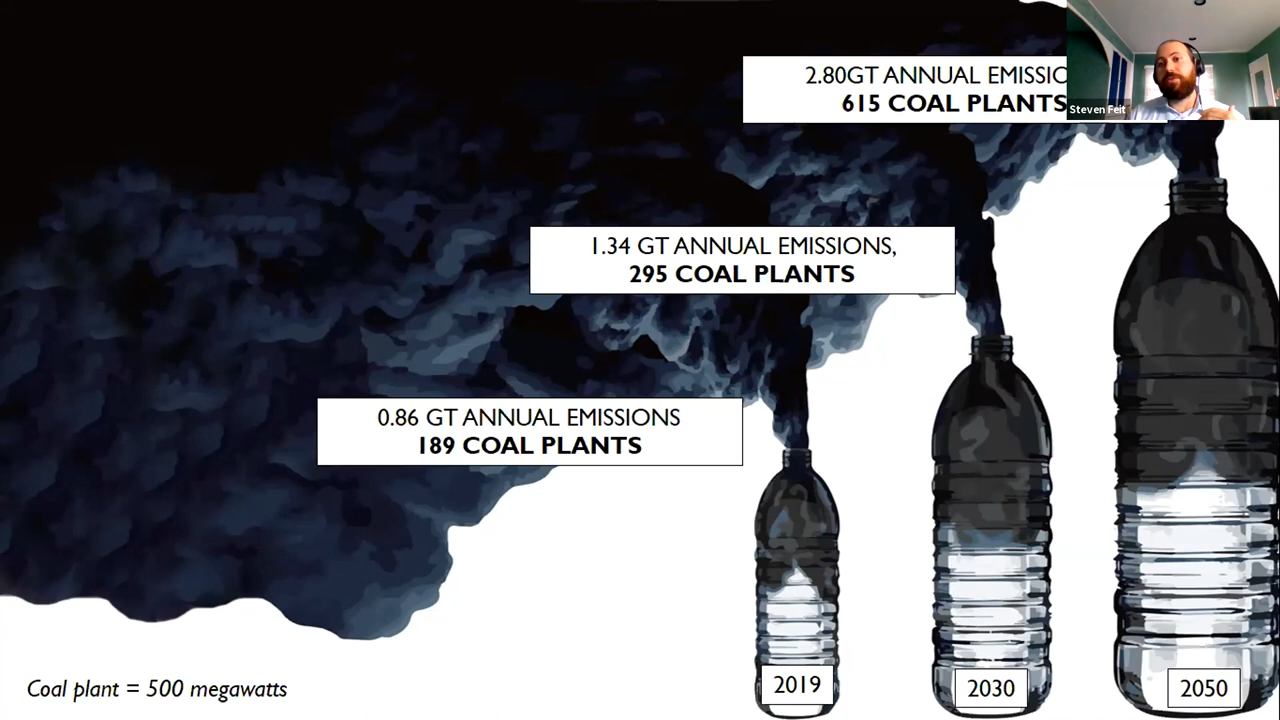 2.80GT ANNUAL
615 COAL PLANTS
Steven Feit
1.34 GT ANNUAL EMISSIONS,
295 COAL PLANTS
0.86 GT ANNUAL EMISSIONS
189 COAL PLANTS
Coal plant = 500 megawatts
2019
2030
2050